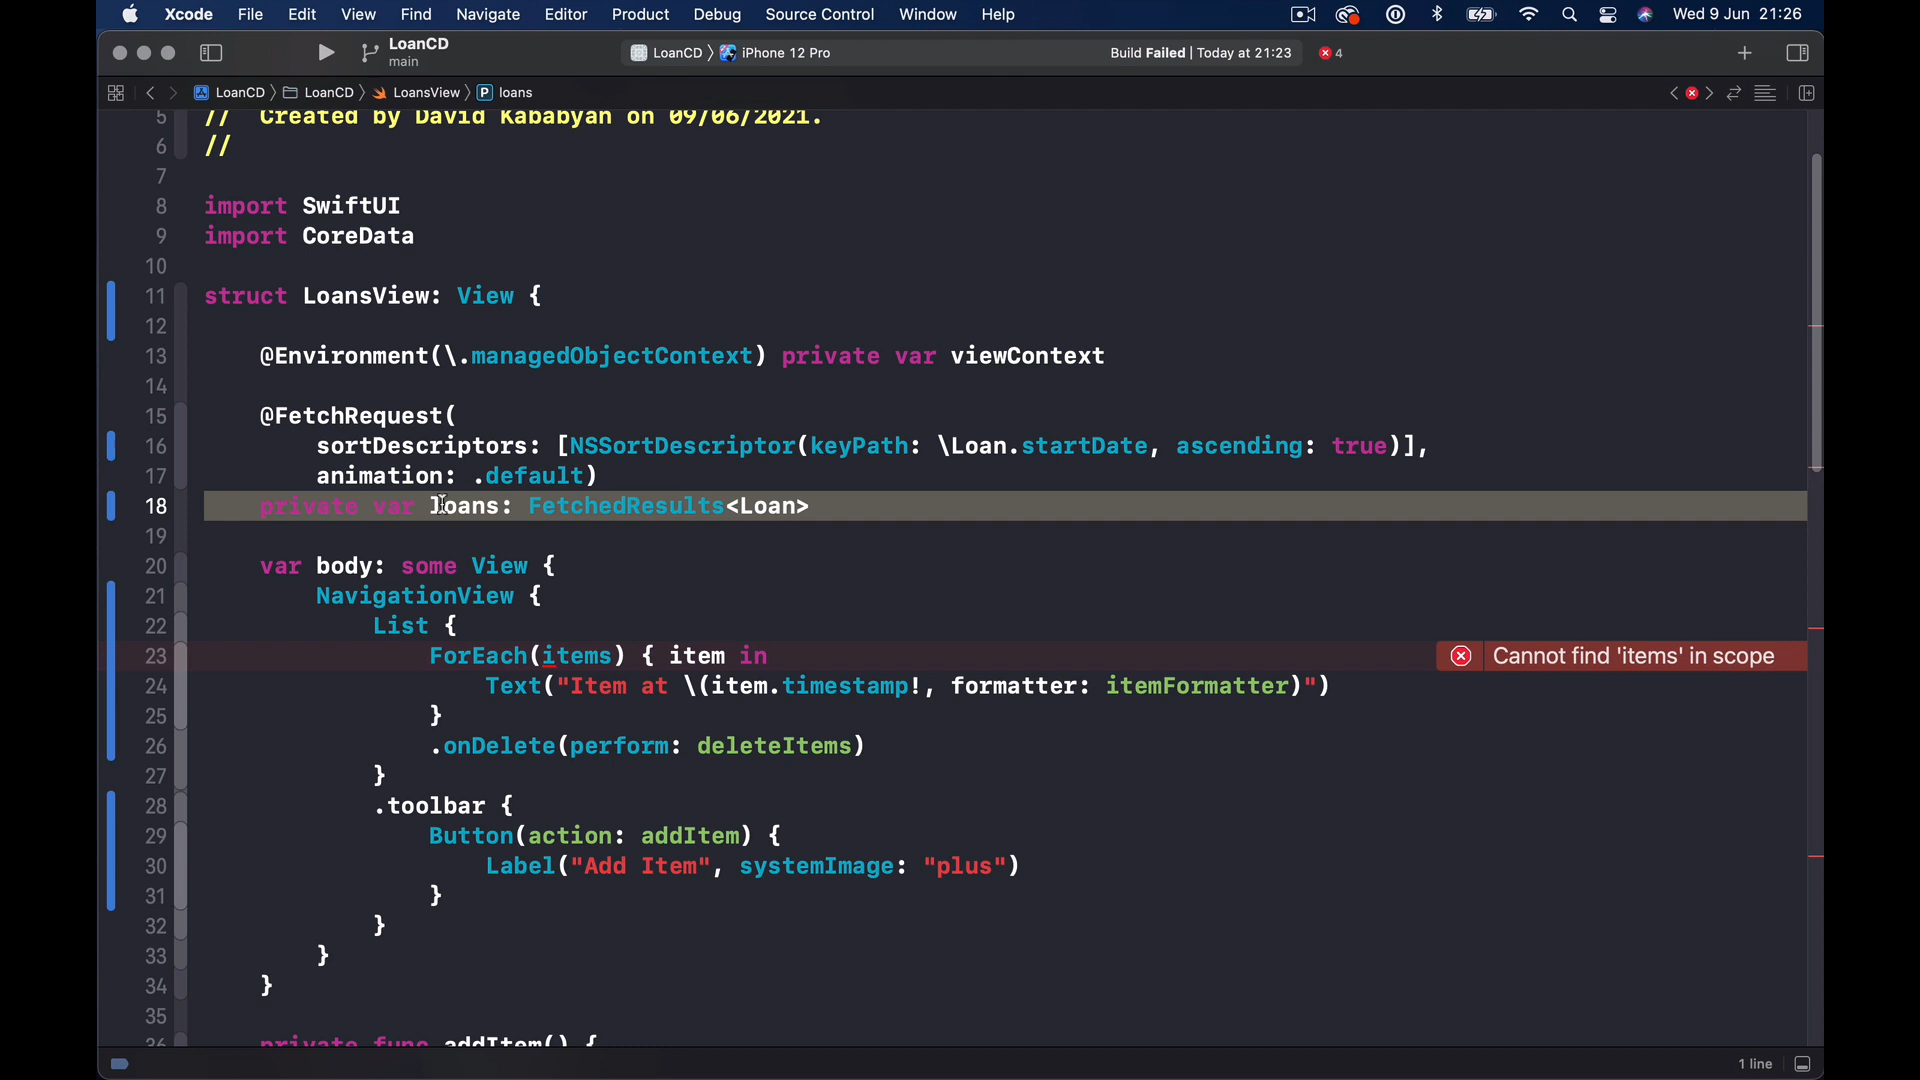 Xcode File Edit View Find Navigate Editor Product Debug Source Control Window Help Wed 9 Jun 21:26
LoanCD
main
LoanCD iPhone 12 Pro Build Failed | Today at 21:23 4
LoanCD LoanCD LoansView loans
5 // Created by David Kababyan on 09/06/2021.
6 //
7
8 import SwiftUI
9 import CoreData
10
11 struct LoansView: View {
12
13 @Environment(\.managedObjectContext) private var viewContext
14
15 @FetchRequest(
16 sortDescriptors: [NSSortDescriptor(keyPath: \Loan.startDate, ascending: true)],
17 animation: .default)
18 private var loans: FetchedResults<Loan>
19
20 var body: some View {
21 NavigationView {
22 List {
23 ForEach(items) { item in Cannot find 'items' in scope
24 Text("Item at \(item.timestamp!, formatter: itemFormatter)")
25 }
26 .onDelete(perform: deleteItems)
27 }
28 .toolbar {
29 Button(action: addItem) {
30 Label("Add Item", systemImage: "plus")
31 }
32 }
33 }
34 }
35
36 private func addItem() {
1 line